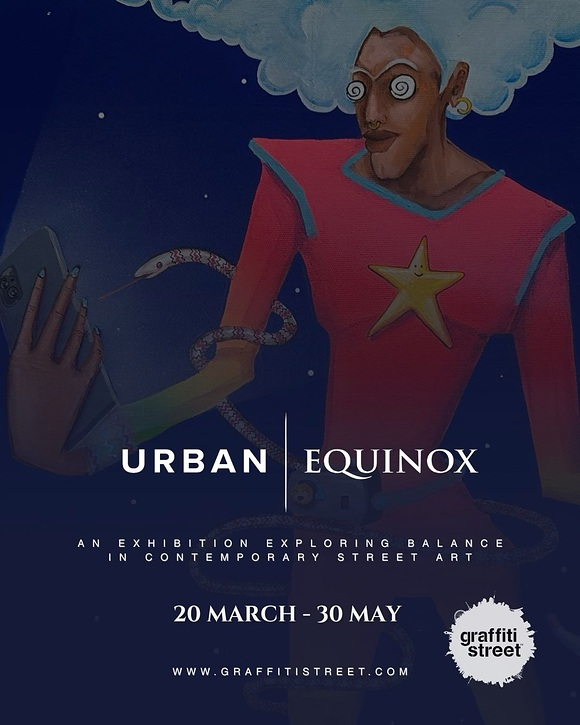 URBAN EQUINOX
AN EXHIBITION EXPLORING BALANCE
IN CONTEMPORARY STREET ART
20 MARCH - 30 MAY
graffiti
street
WWW.GRAFFITISTREET.COM